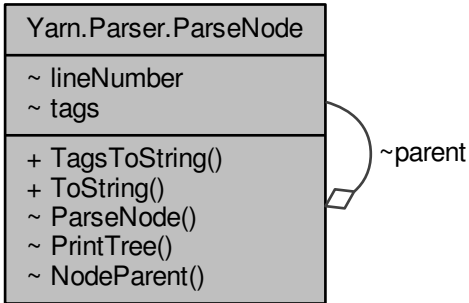 Yarn.Parser.ParseNode
~ lineNumber
~ tags
+ TagsToString()
+ ToString()
~ ParseNode()
~ PrintTree()
~ NodeParent()
~parent